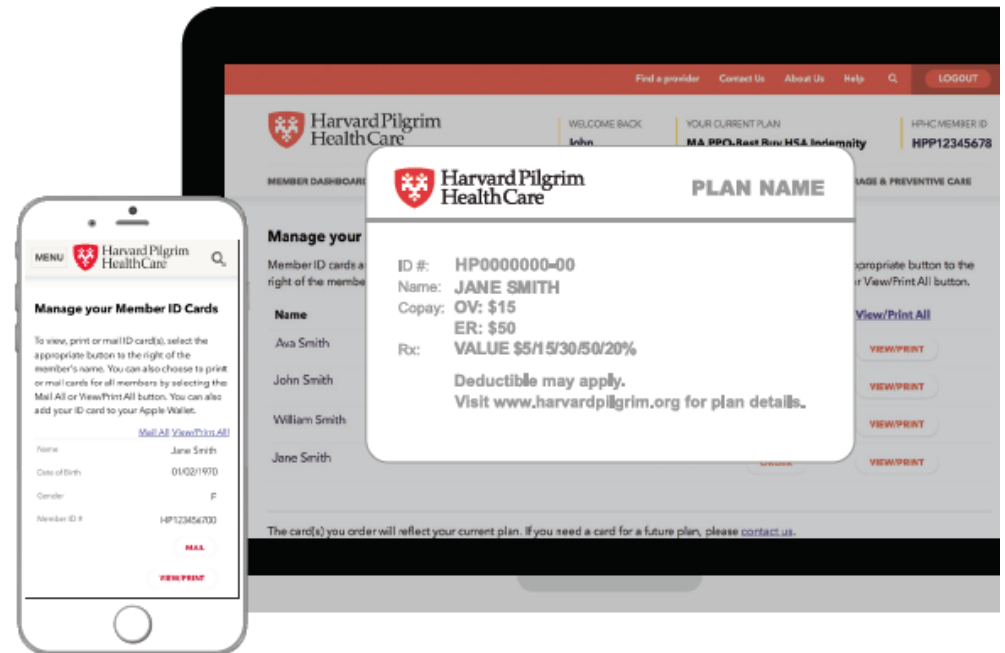 Find a provider Contact Us About Us Help LOGOUT
Harvard Pilgrim
HealthCare
WELCOME BACK
John
YOUR CURRENT PLAN
MA PPO-Best Buy HSA Indemnity
HPHC MEMBER ID
HPP12345678
MEMBER DASHBOARD & PREVENTIVE CARE
Manage your
Member ID cards a appropriate button to the
right of the membe r View/Print All button.
Name View/Print All
Ava Smith VIEW/PRINT
John Smith VIEW/PRINT
William Smith VIEW/PRINT
Jane Smith ORDER VIEW/PRINT
The card(s) you order will reflect your current plan. If you need a card for a future plan, please contact us.
Harvard Pilgrim
HealthCare
PLAN NAME
ID #: HP0000000-00
Name: JANE SMITH
Copay: OV: $15
ER: $50
Rx: VALUE $5/15/30/50/20%
Deductible may apply.
Visit www.harvardpilgrim.org for plan details.
MENU Harvard Pilgrim
HealthCare
Manage your Member ID Cards
To view, print or mail ID card(s), select the
appropriate button to the right of the
member's name. You can also choose to print
or mail cards for all members by selecting the
Mail All or View/Print All button. You can also
add your ID card to your Apple Wallet.
Mail All View/Print All
Name Jane Smith
Date of Birth 01/02/1970
Gender F
Member ID # HP123456700
MAIL
VIEW/PRINT